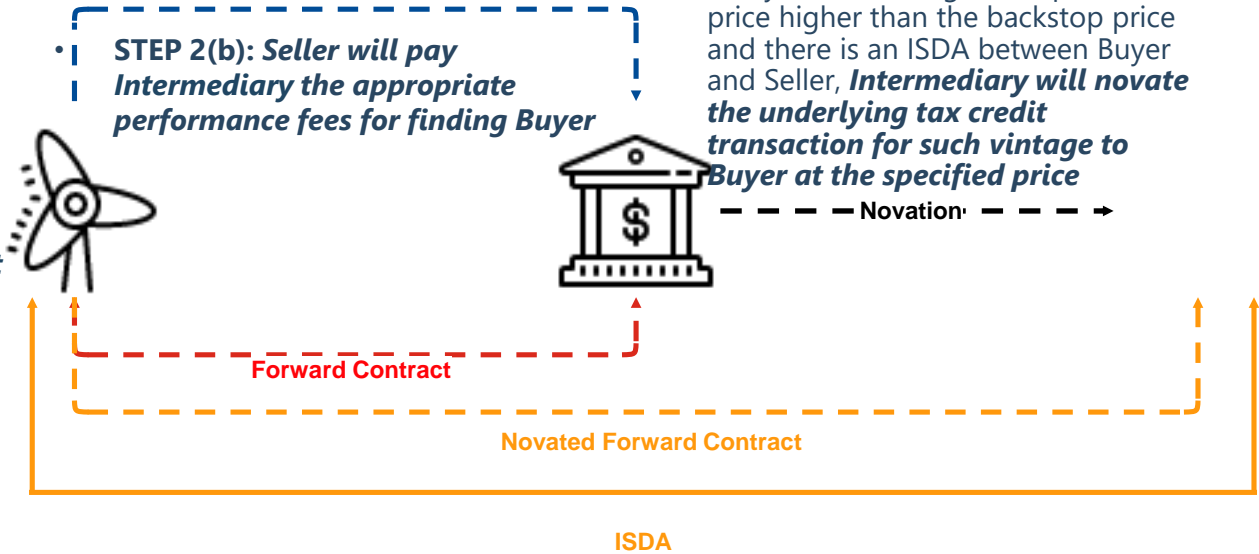 price higher than the backstop price
and there is an ISDA between Buyer
and Seller, Intermediary will novate
the underlying tax credit
transaction for such vintage to
Buyer at the specified price
• STEP 2(b): Seller will pay
Intermediary the appropriate
performance fees for finding Buyer
$
Novation
Forward Contract
Novated Forward Contract
ISDA